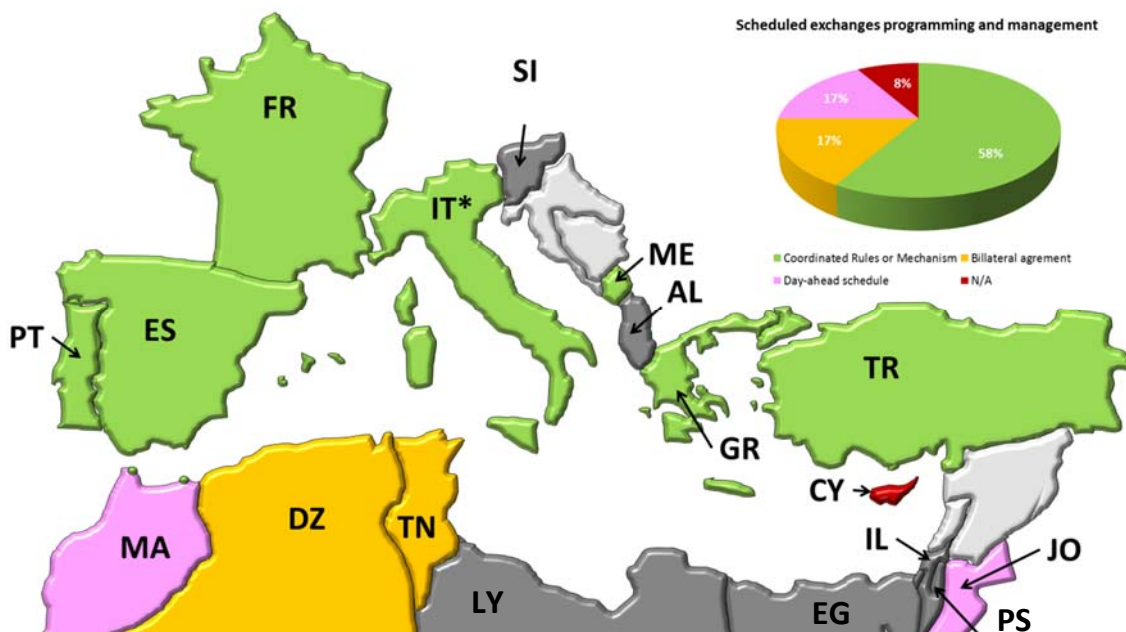 Scheduled exchanges programming and management
8%
17%
17%
58%
Coordinated Rules or Mechanism
Billateral agrement
Day-ahead schedule
N/A
SI
FR
IT*
ME
AL
PT
ES
TR
GR
CY
DZ
TN
MA
IL
JO
LY
EG
PS